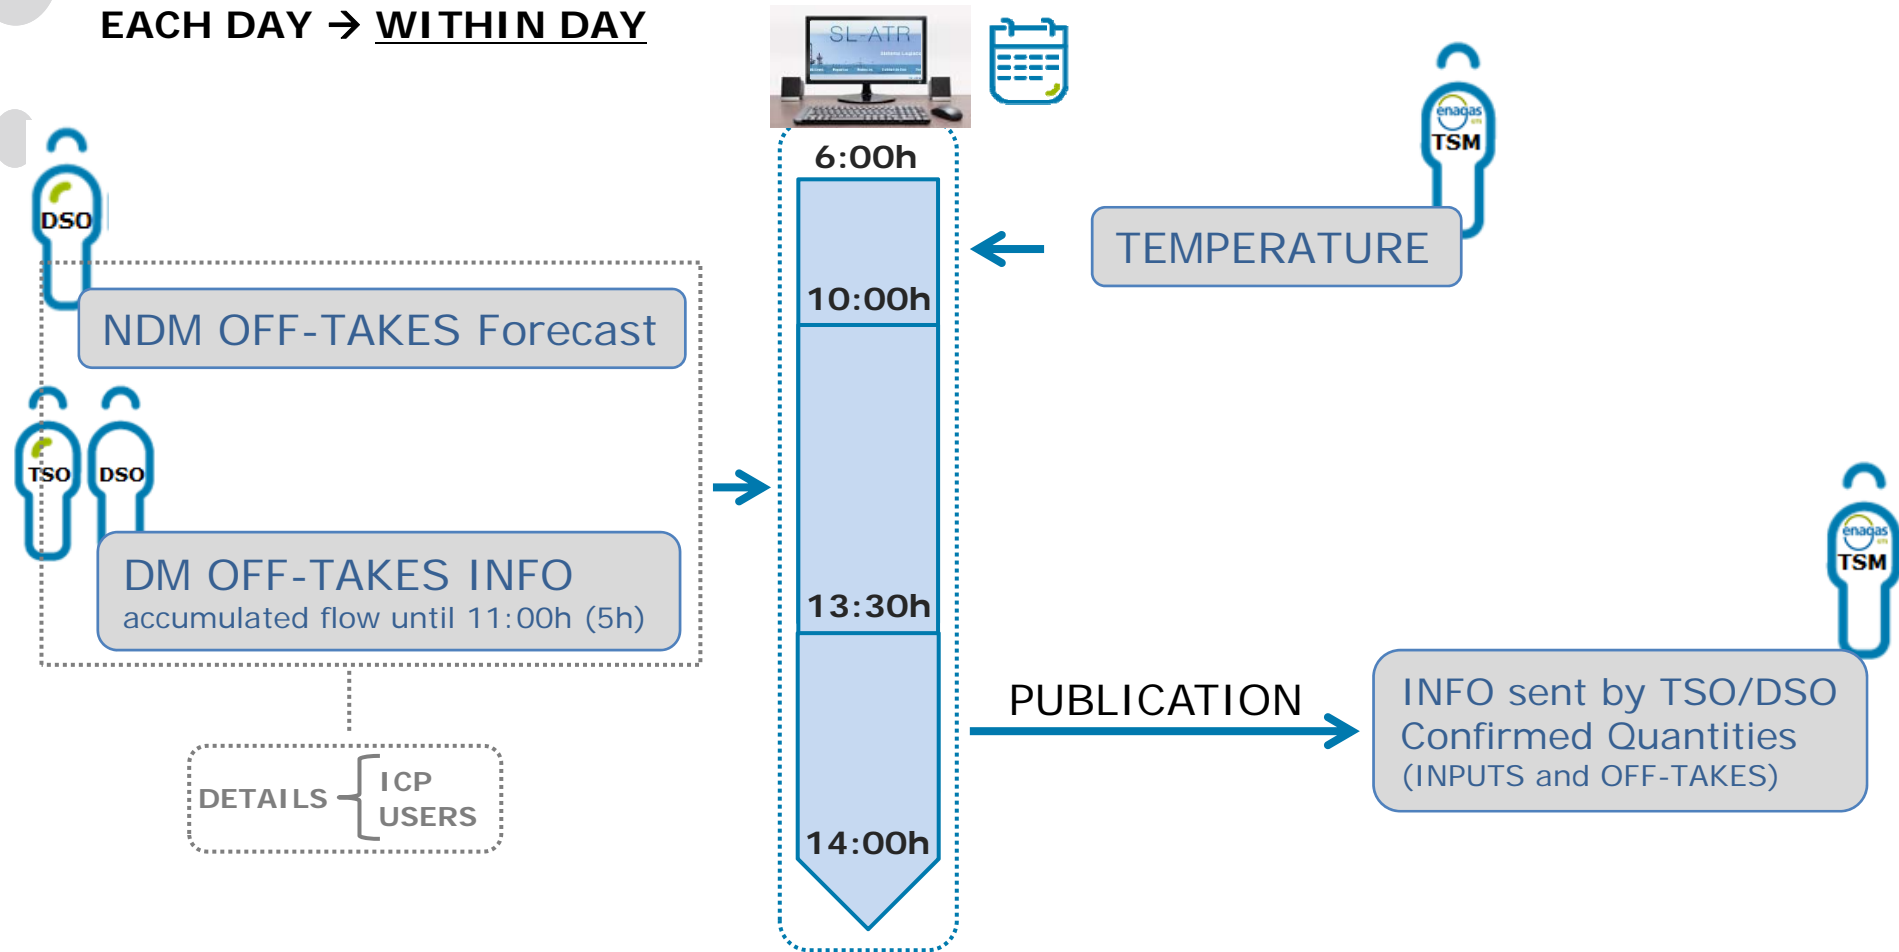 EACH DAY → WITHIN DAY
SL-ATR
6:00h
enagas
TSM
TEMPERATURE
DSO
10:00h
NDM OFF-TAKES Forecast
TSO
DSO
DM OFF-TAKES INFO
accumulated flow until 11:00h (5h)
13:30h
enagas
TSM
PUBLICATION
INFO sent by TSO/DSO
Confirmed Quantities
(INPUTS and OFF-TAKES)
DETAILS
ICP
USERS
14:00h